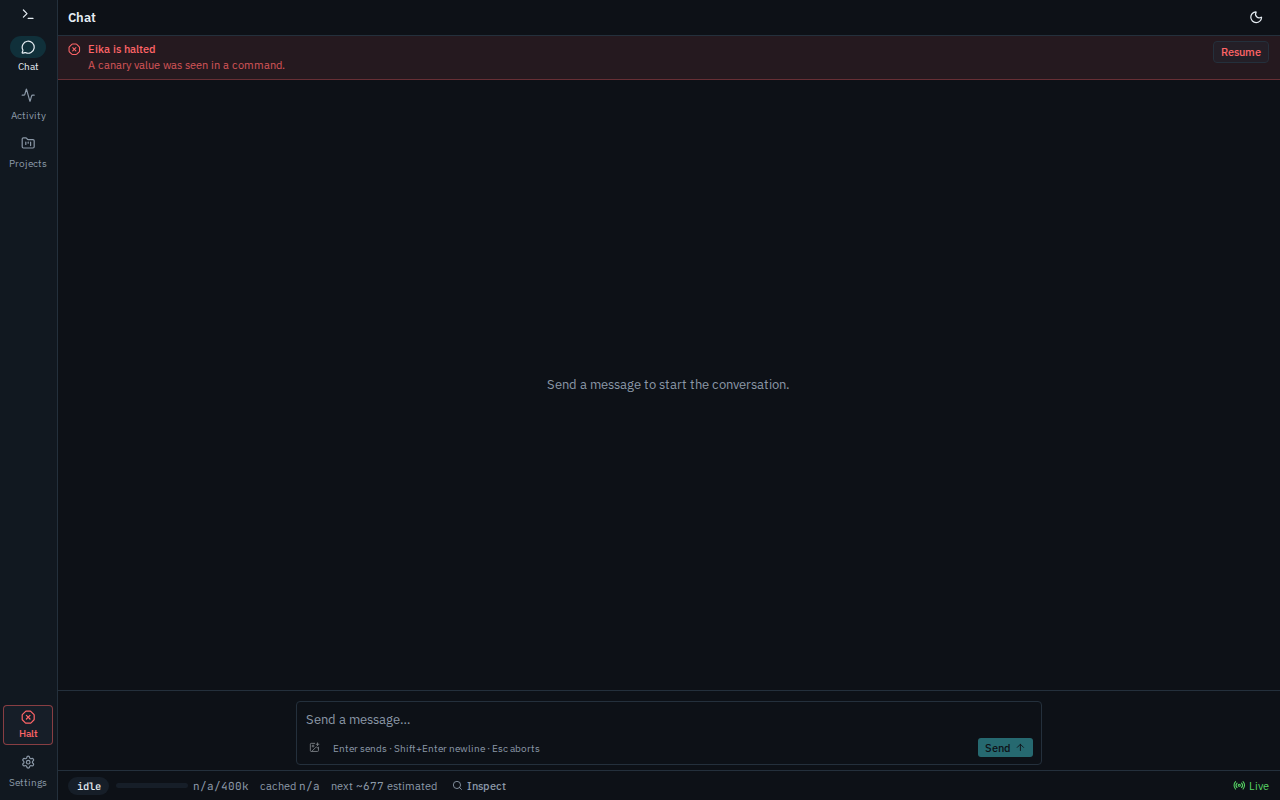 Chat
Eika is halted
A canary value was seen in a command.
Resume
Chat
Activity
Projects
Send a message to start the conversation.
Send a message...
Enter sends · Shift+Enter newline · Esc aborts
Send
Halt
Settings
idle
n/a/400k
cached n/a
next ~677 estimated
Inspect
Live